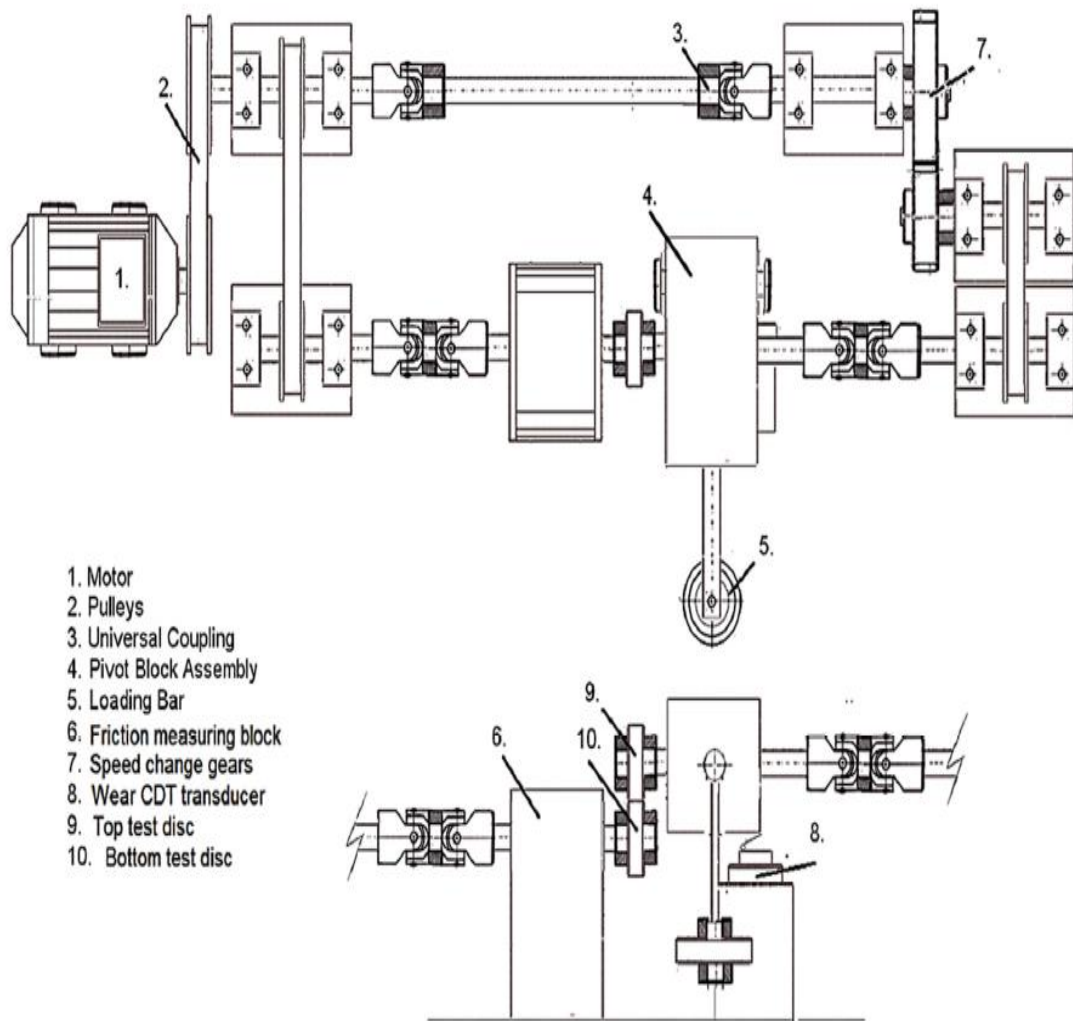 3.
7.
2.
4.
1.
5.
1. Motor
2. Pulleys
3. Universal Coupling
4. Pivot Block Assembly
5. Loading Bar
6. Friction measuring block
7. Speed change gears
8. Wear CDT transducer
9. Top test disc
10. Bottom test disc
9.
6.
10.
8.